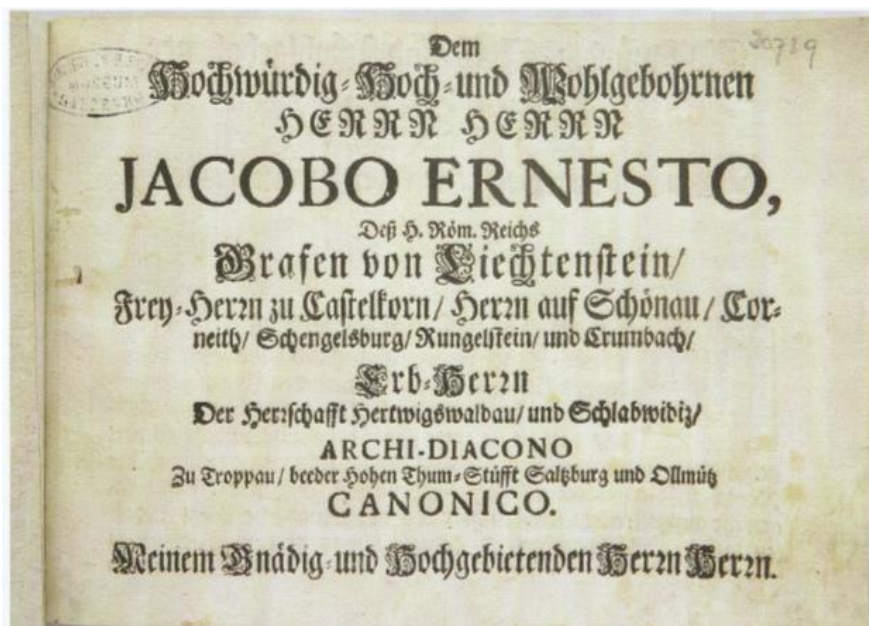 Dem
20719
Hochwürdig-Hoch-und Wohlgebohrnen
HERRN HERRN
JACOBO ERNESTO,
Deß H. Röm. Reichs
Grafen von Liechtenstein/
Frey-Herrn zu Castelkorn/ Herrn auf Schönau/ Cor-
neith/ Schengelsburg/ Rungelstein/ und Crumbach/
Erb-Herrn
Der Herrschafft Hertwigswaldau/ und Schlabwidiz/
ARCHI-DIACONO
Zu Troppau/ beeder Hohen Thum-Stüfft Saltzburg und Ollmütz
CANONICO.
Meinem Gnädig-und Hochgebietenden Herrn Herrn.